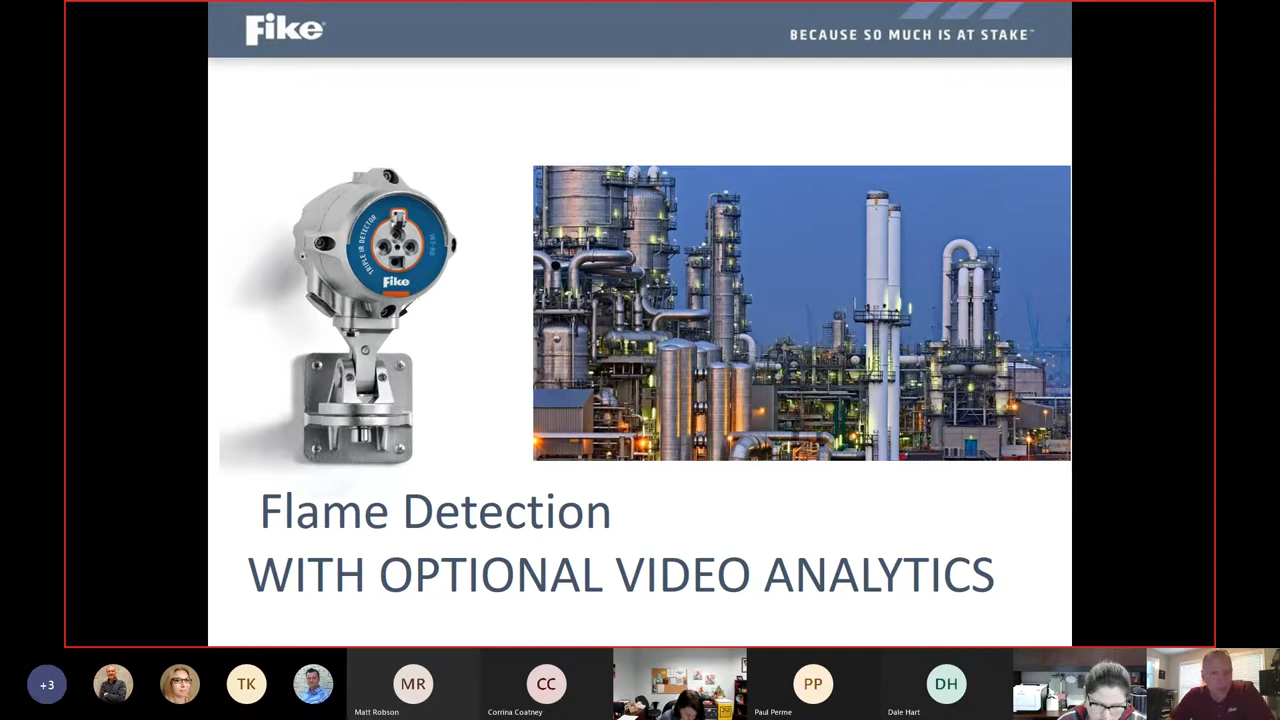 Fike
BECAUSE SO MUCH IS AT STAKE
TRIPLE IR DETECTOR
Fike
Flame Detection
WITH OPTIONAL VIDEO ANALYTICS
+3
TK
MR
CC
PP
DH
Matt Robson
Corrina Coatney
Paul Perme
Dale Hart